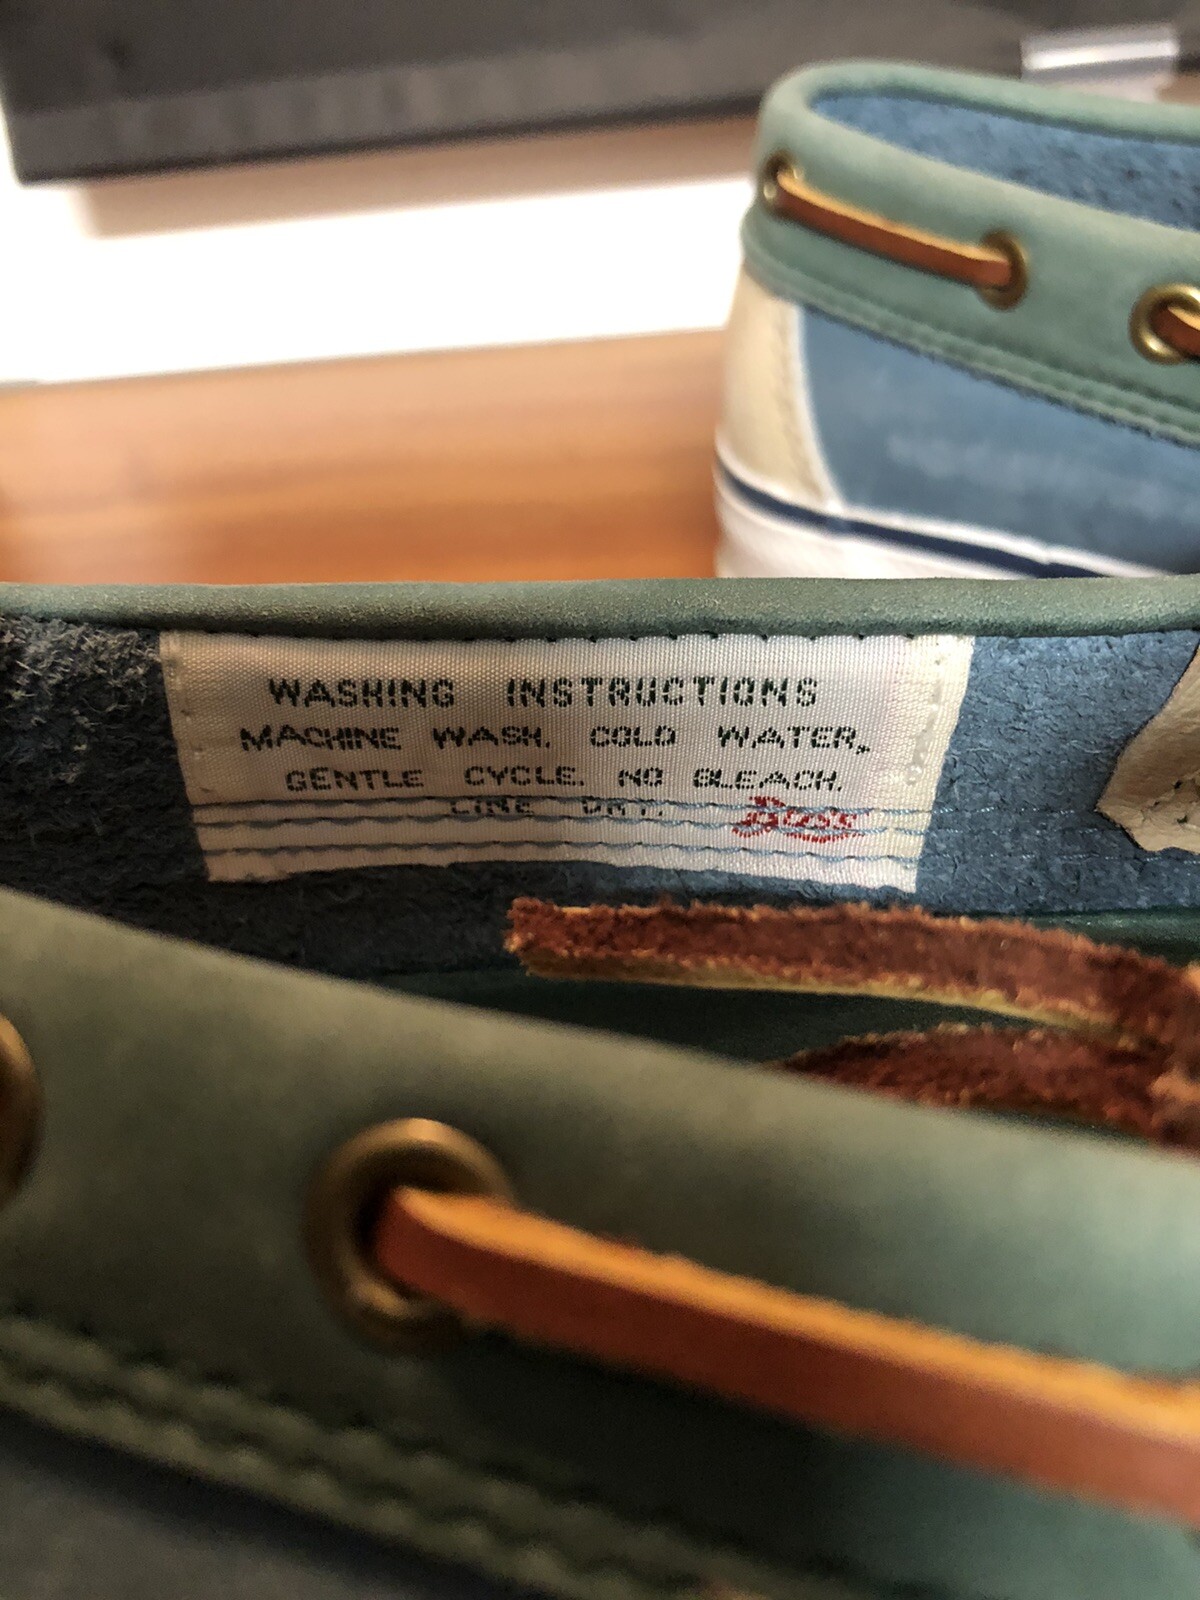 WASHING INSTRUCTIONS
MACHINE WASH. COLD WATER,
GENTLE CYCLE. NO BLEACH.
LINE DRY.